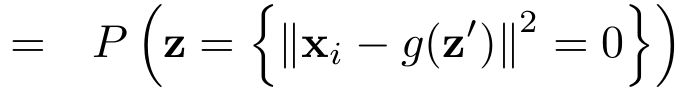 = P ( z = { ‖x_i − g(z′)‖² = 0 } )